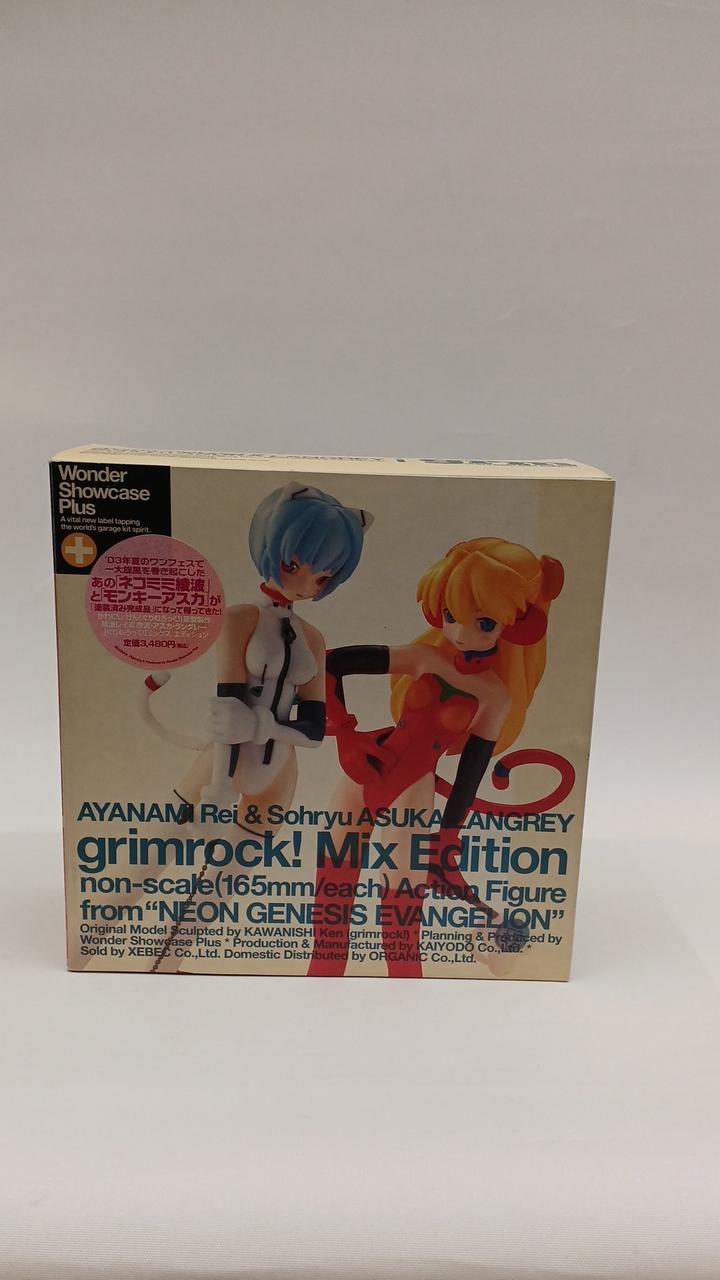 Wonder
Showcase
Plus
A vital new label tapping
the world's garage kit spirit.
'03年夏のワンフェスで
一大旋風を巻き起こした
あの「ネコミミ綾波」
と「モンキーアスカ」が
「塗装済み完成品」になって帰ってきた!
定価3,480円(税込)
AYANAMI Rei & Sohryu ASUKA LANGREY
grimrock! Mix Edition
non-scale(165mm/each) Action Figure
from “NEON GENESIS EVANGELION”
Original Model Sculpted by KAWANISHI Ken (grimrock!) * Planning & Produced by
Wonder Showcase Plus * Production & Manufactured by KAIYODO Co.,Ltd. *
Sold by XEBEC Co.,Ltd. Domestic Distributed by ORGANIC Co.,Ltd.